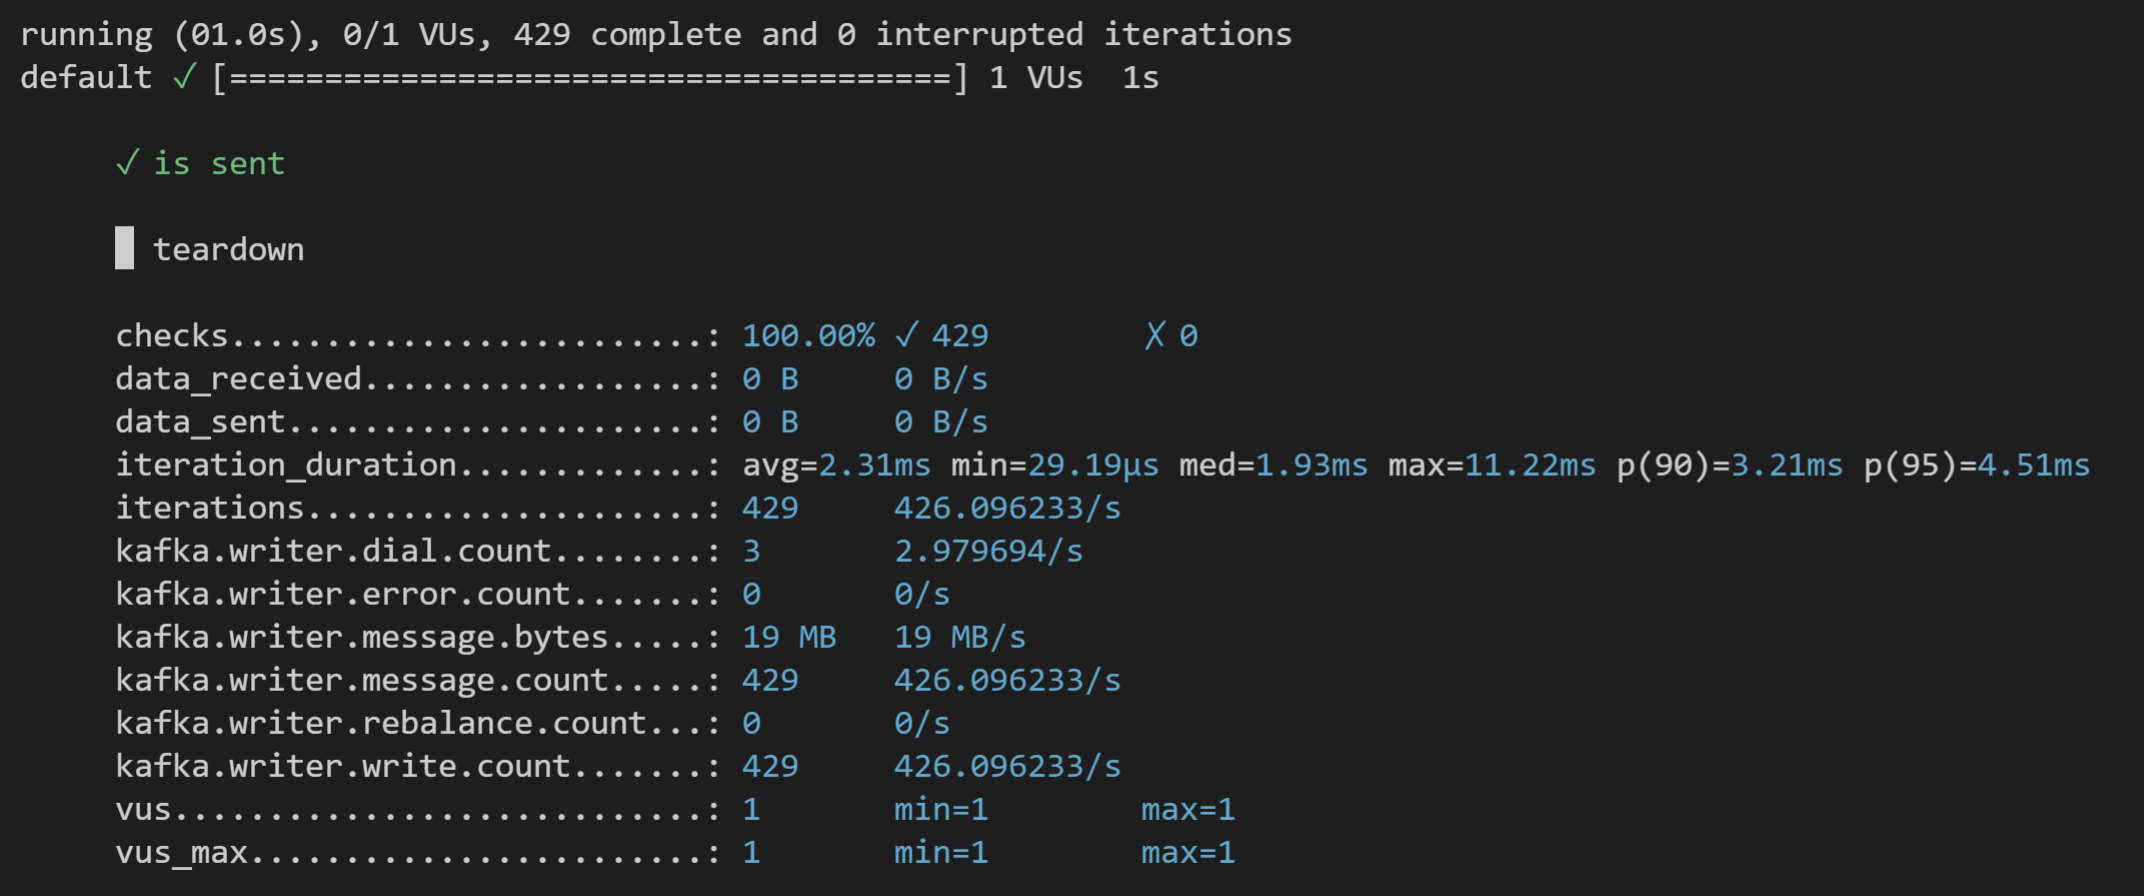 running (01.0s), 0/1 VUs, 429 complete and 0 interrupted iterations
default ✓ [======================================] 1 VUs  1s
✓ is sent
█ teardown
checks.........................: 100.00% ✓ 429        ✗ 0
data_received..................: 0 B     0 B/s
data_sent......................: 0 B     0 B/s
iteration_duration.............: avg=2.31ms min=29.19µs med=1.93ms max=11.22ms p(90)=3.21ms p(95)=4.51ms
iterations.....................: 429     426.096233/s
kafka.writer.dial.count........: 3       2.979694/s
kafka.writer.error.count.......: 0       0/s
kafka.writer.message.bytes.....: 19 MB   19 MB/s
kafka.writer.message.count.....: 429     426.096233/s
kafka.writer.rebalance.count...: 0       0/s
kafka.writer.write.count.......: 429     426.096233/s
vus............................: 1       min=1        max=1
vus_max........................: 1       min=1        max=1